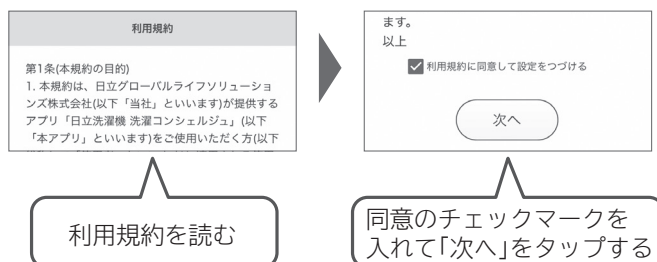 利用規約
第1条(本規約の目的)
1. 本規約は、日立グローバルライフソリューショ
ンズ株式会社(以下「当社」といいます)が提供する
アプリ「日立洗濯機 洗濯コンシェルジュ」(以下
「本アプリ」といいます)をご使用いただく方(以下
利用規約を読む
ます。
以上
利用規約に同意して設定をつづける
次へ
同意のチェックマークを
入れて「次へ」をタップする